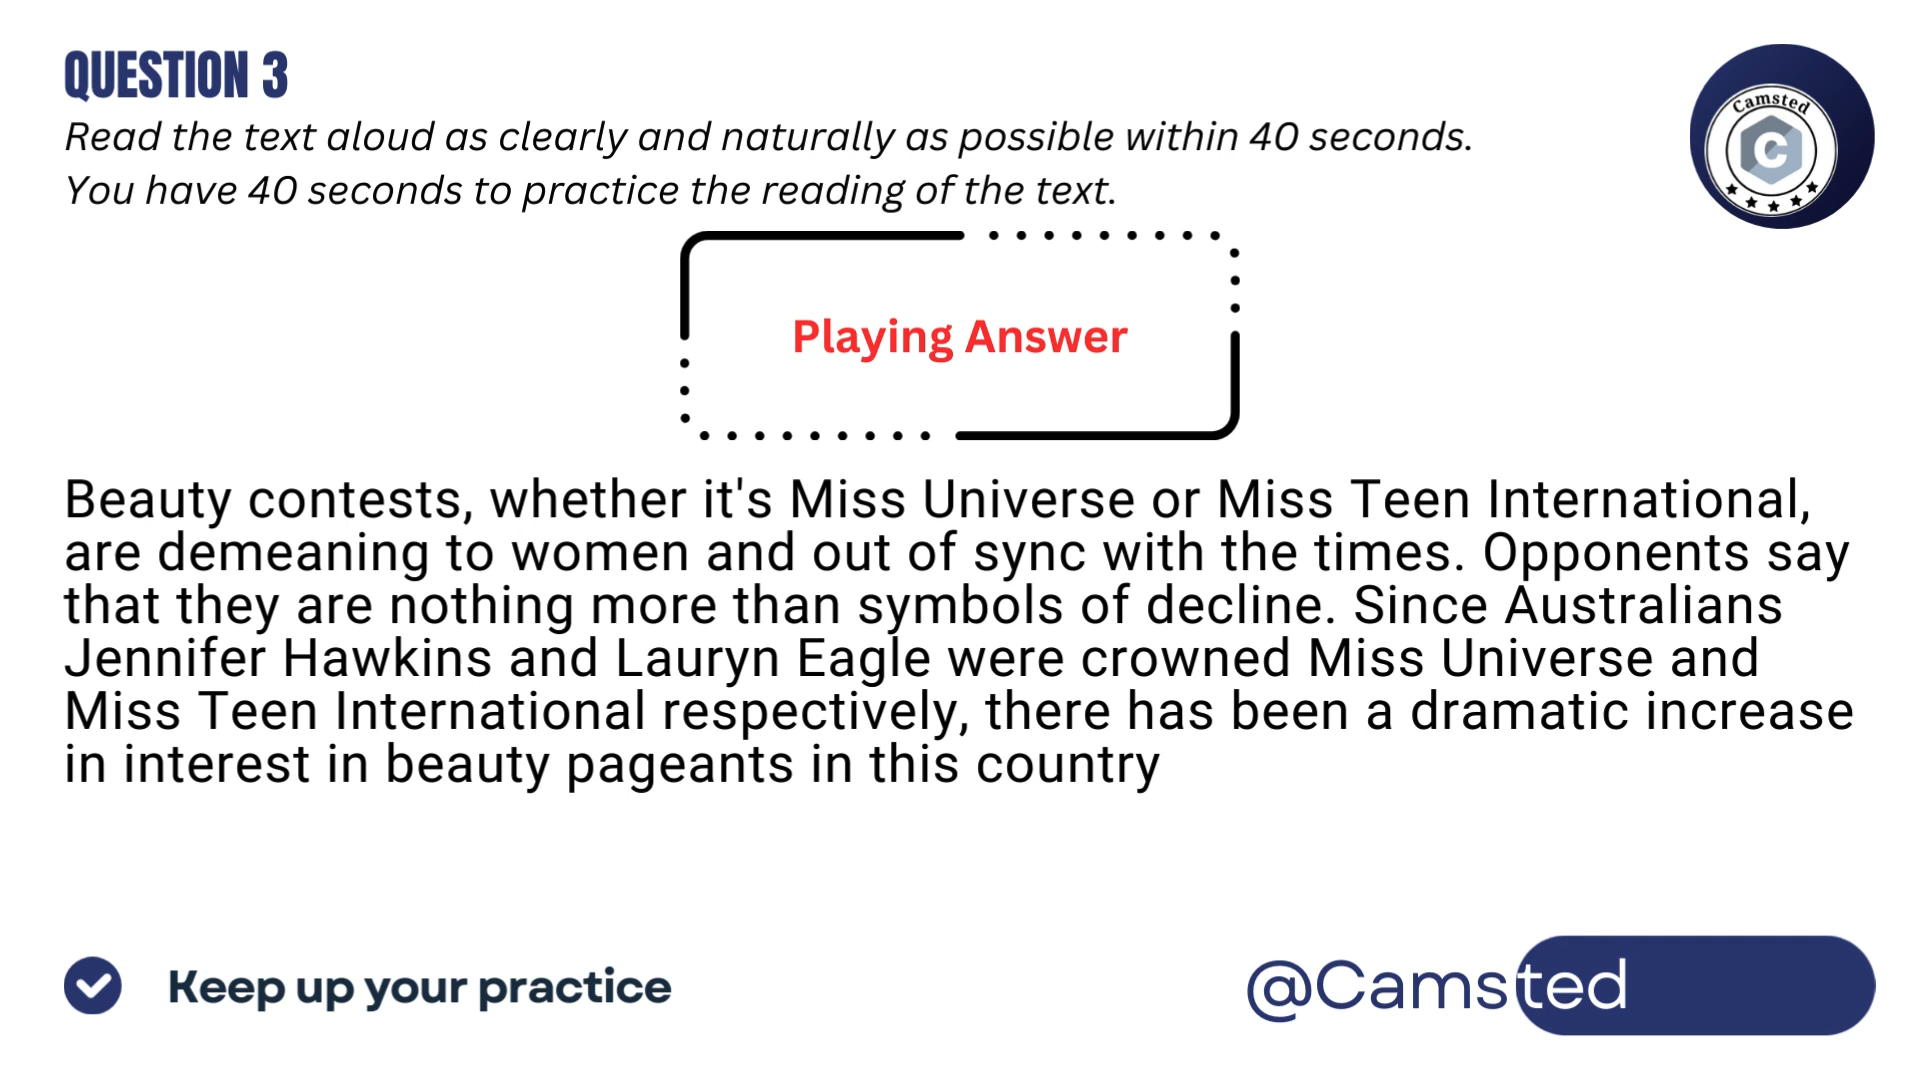 QUESTION 3
Read the text aloud as clearly and naturally as possible within 40 seconds.
You have 40 seconds to practice the reading of the text.
Camsted
C
Playing Answer
Beauty contests, whether it's Miss Universe or Miss Teen International,
are demeaning to women and out of sync with the times. Opponents say
that they are nothing more than symbols of decline. Since Australians
Jennifer Hawkins and Lauryn Eagle were crowned Miss Universe and
Miss Teen International respectively, there has been a dramatic increase
in interest in beauty pageants in this country
Keep up your practice
@Camsted